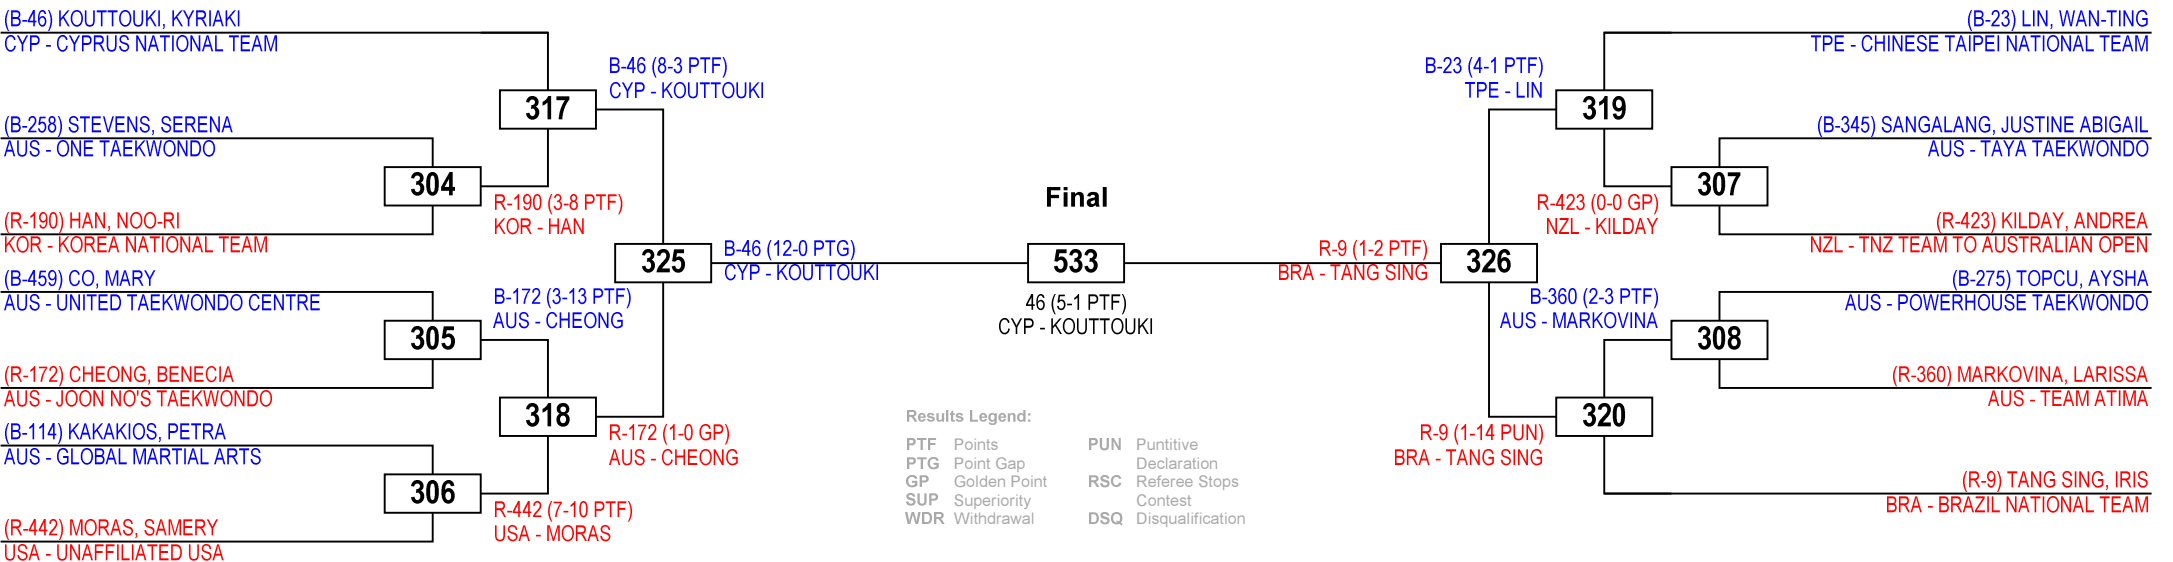 (B-46) KOUTTOUKI, KYRIAKI
CYP - CYPRUS NATIONAL TEAM
B-46 (8-3 PTF)
CYP - KOUTTOUKI
317
(B-258) STEVENS, SERENA
AUS - ONE TAEKWONDO
304
(R-190) HAN, NOO-RI
KOR - KOREA NATIONAL TEAM
R-190 (3-8 PTF)
KOR - HAN
325
B-46 (12-0 PTG)
CYP - KOUTTOUKI
(B-459) CO, MARY
AUS - UNITED TAEKWONDO CENTRE
B-172 (3-13 PTF)
AUS - CHEONG
305
(R-172) CHEONG, BENECIA
AUS - JOON NO'S TAEKWONDO
318
R-172 (1-0 GP)
AUS - CHEONG
(B-114) KAKAKIOS, PETRA
AUS - GLOBAL MARTIAL ARTS
306
R-442 (7-10 PTF)
USA - MORAS
(R-442) MORAS, SAMERY
USA - UNAFFILIATED USA
Final
533
46 (5-1 PTF)
CYP - KOUTTOUKI
Results Legend:
PTF Points
PTG Point Gap
GP Golden Point
SUP Superiority
WDR Withdrawal
PUN Puntitive
Declaration
RSC Referee Stops
Contest
DSQ Disqualification
(B-23) LIN, WAN-TING
TPE - CHINESE TAIPEI NATIONAL TEAM
B-23 (4-1 PTF)
TPE - LIN
319
(B-345) SANGALANG, JUSTINE ABIGAIL
AUS - TAYA TAEKWONDO
307
R-423 (0-0 GP)
NZL - KILDAY
(R-423) KILDAY, ANDREA
NZL - TNZ TEAM TO AUSTRALIAN OPEN
R-9 (1-2 PTF)
BRA - TANG SING
326
(B-275) TOPCU, AYSHA
AUS - POWERHOUSE TAEKWONDO
B-360 (2-3 PTF)
AUS - MARKOVINA
308
(R-360) MARKOVINA, LARISSA
AUS - TEAM ATIMA
320
R-9 (1-14 PUN)
BRA - TANG SING
(R-9) TANG SING, IRIS
BRA - BRAZIL NATIONAL TEAM